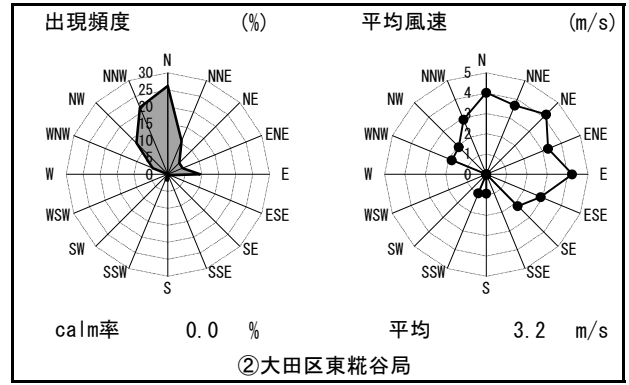 出現頻度 (%) 平均風速 (m/s)
N
NNE
NE
ENE
E
ESE
SE
SSE
S
SSW
SW
WSW
W
WNW
NW
NNW
30
25
20
15
10
5
0
N
NNE
NE
ENE
E
ESE
SE
SSE
S
SSW
SW
WSW
W
WNW
NW
NNW
5
4
3
2
1
0
calm率 0.0 % 平均 3.2 m/s
②大田区東糀谷局